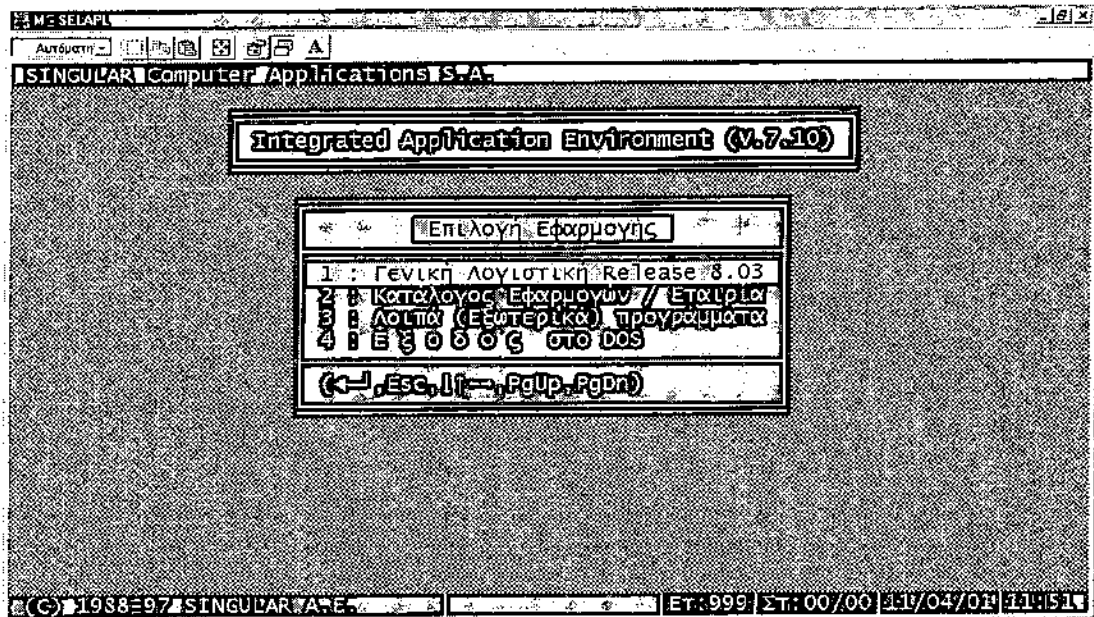 SELAPL
Αυτόματη
A
SINGULAR Computer Applications S.A.
Integrated Application Environment (V.7.10)
Επιλογή Εφαρμογής
1 : Γενική Λογιστική Release 8.03
2 : Κατάλογος Εφαρμογών // Εταιρία
3 : Λοιπά (Εξωτερικά) προγράμματα
4 : Ε ξ ο δ ο ς στο DOS
(◄─┘,Esc,↓↑→←,PgUp,PgDn)
(C) 1988-97 SINGULAR A.E. Ετ:999 Στ:00/00 11/04/01 11:51